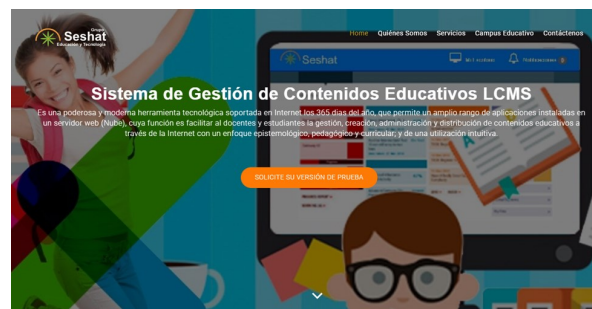 Grupo
Seshat
Educación y Tecnología
Home Quiénes Somos Servicios Campus Educativo Contáctenos
Seshat
Sistema de Gestión de Contenidos Educativos LCMS
Es una poderosa y moderna herramienta tecnológica soportada en Internet los 365 días del año, que permite un amplio rango de aplicaciones instaladas en
un servidor web (Nube), cuya función es facilitar al docentes y estudiantes la gestión, creación, administración y distribución de contenidos educativos a
través de la Internet con un enfoque epistemológico, pedagógico y curricular, y de una utilización intuitiva.
A
SOLICITE SU VERSIÓN DE PRUEBA